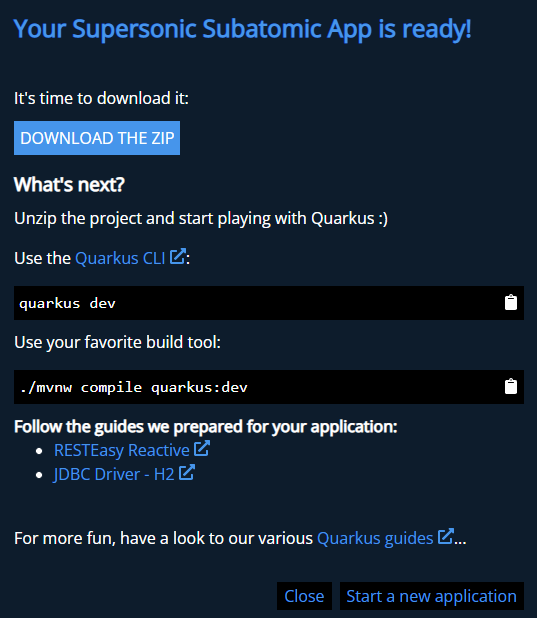 Your Supersonic Subatomic App is ready!
It's time to download it:
DOWNLOAD THE ZIP
What's next?
Unzip the project and start playing with Quarkus :)
Use the Quarkus CLI:
quarkus dev
Use your favorite build tool:
./mvnw compile quarkus:dev
Follow the guides we prepared for your application:
RESTEasy Reactive
JDBC Driver - H2
For more fun, have a look to our various Quarkus guides...
Close Start a new application